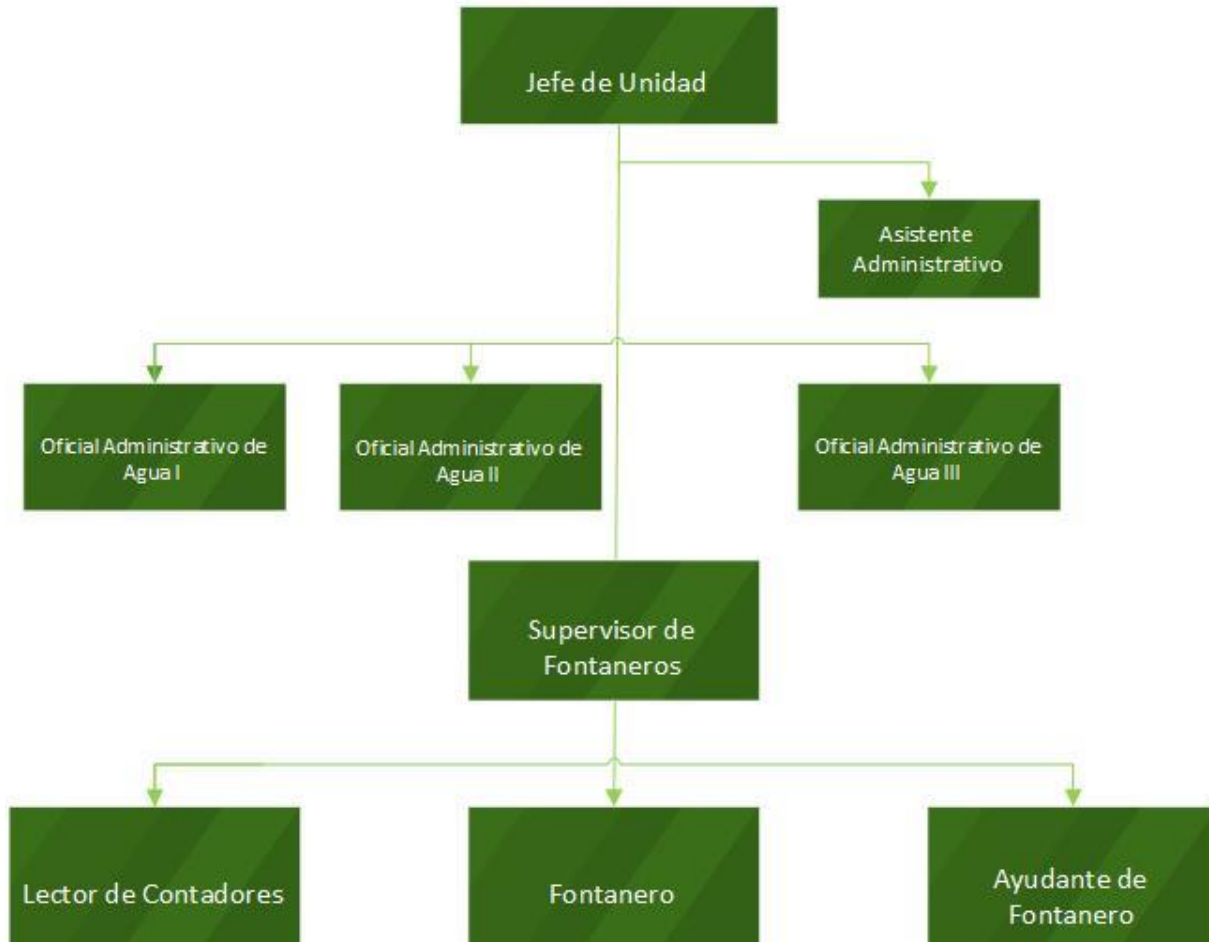 Jefe de Unidad
Asistente
Administrativo
Oficial Administrativo de
Agua I
Oficial Administrativo de
Agua II
Oficial Administrativo de
Agua III
Supervisor de
Fontaneros
Lector de Contadores
Fontanero
Ayudante de
Fontanero